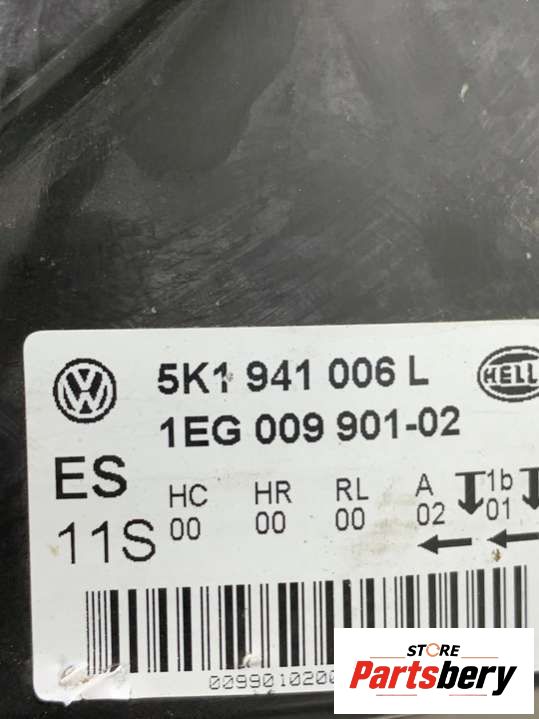 5K1 941 006 L
HELL
1EG 009 901-02
ES
HC HR RL A 1b
00 00 00 02 01
11S
STORE
Partsbery